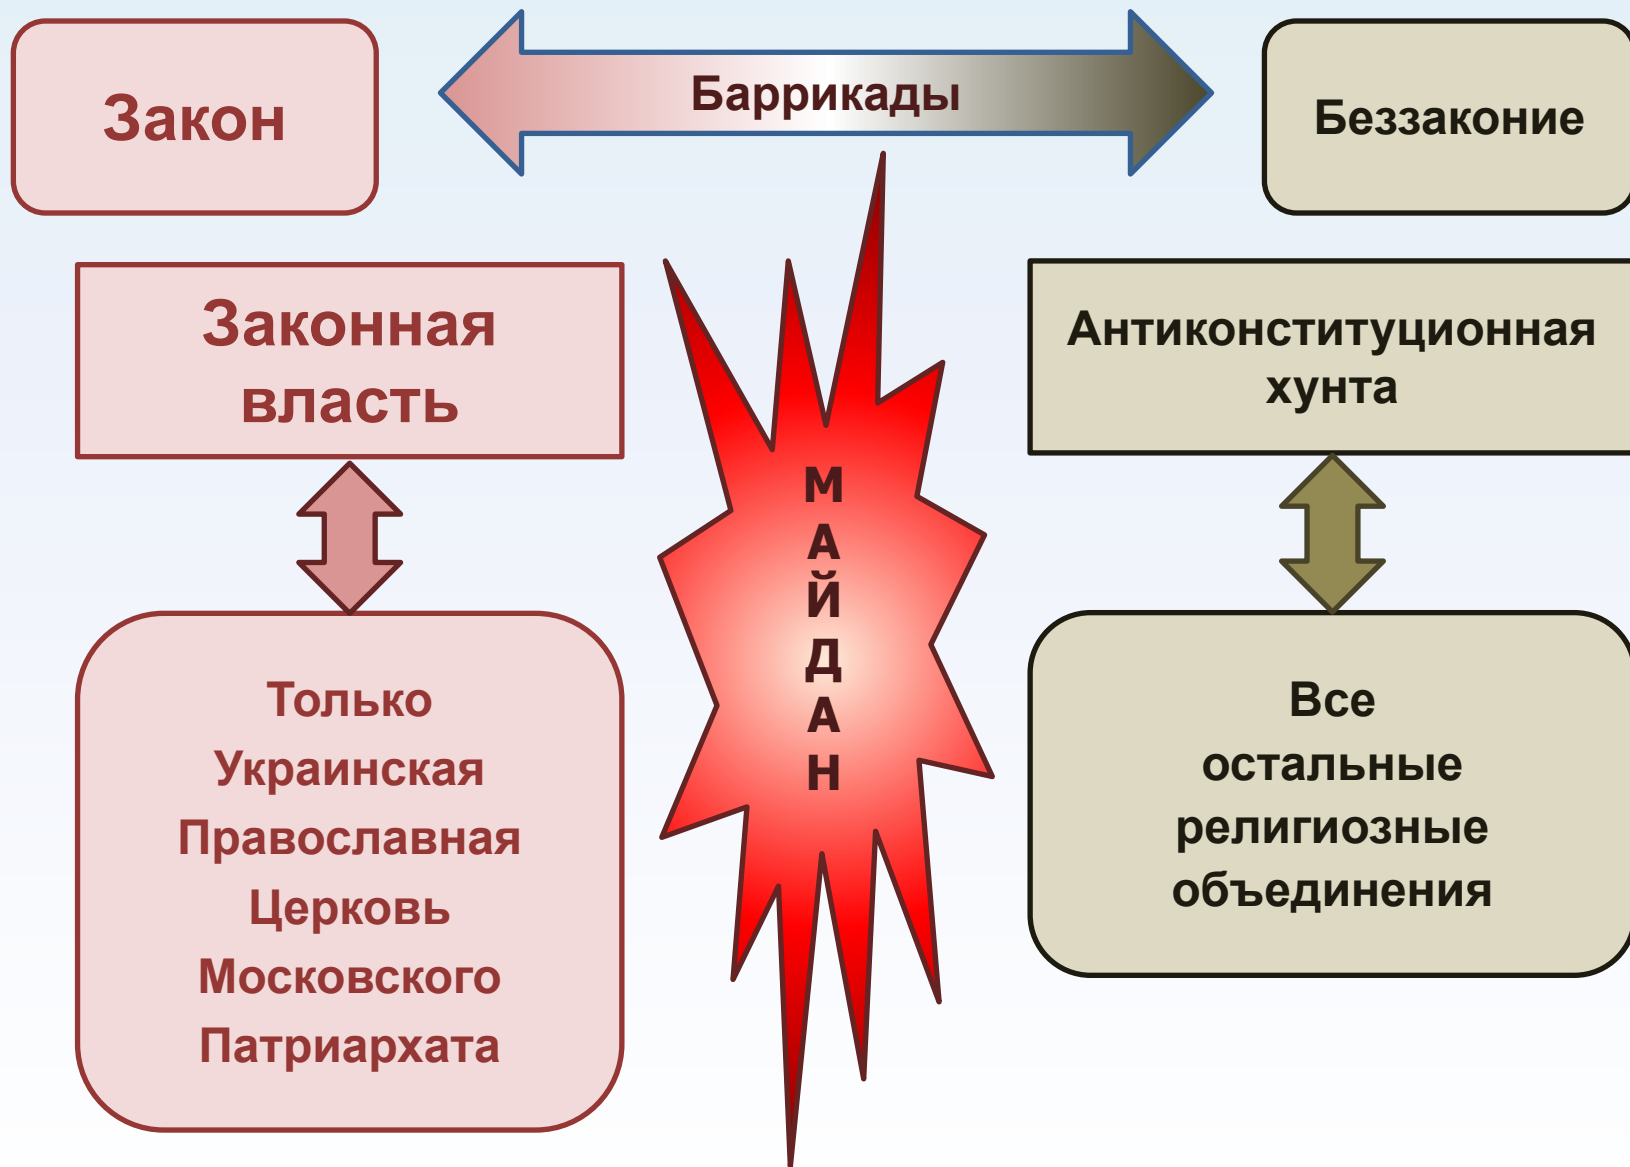 Закон
Баррикады
Беззаконие
Законная
власть
Антиконституционная
хунта
М
А
Й
Д
А
Н
Только
Украинская
Православная
Церковь
Московского
Патриархата
Все
остальные
религиозные
объединения